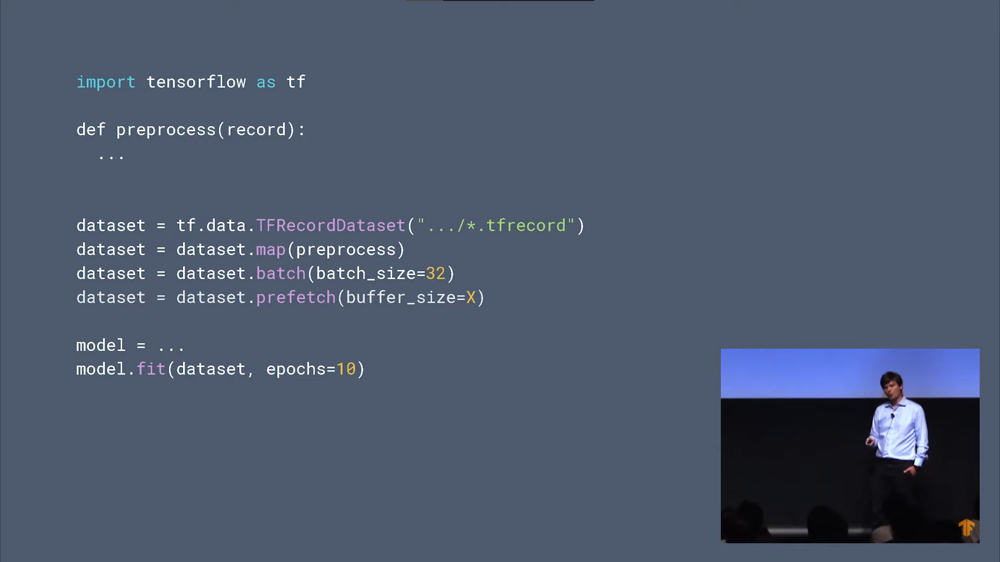 import tensorflow as tf
def preprocess(record):
...
dataset = tf.data.TFRecordDataset(".../*.tfrecord")
dataset = dataset.map(preprocess)
dataset = dataset.batch(batch_size=32)
dataset = dataset.prefetch(buffer_size=X)
model = ...
model.fit(dataset, epochs=10)